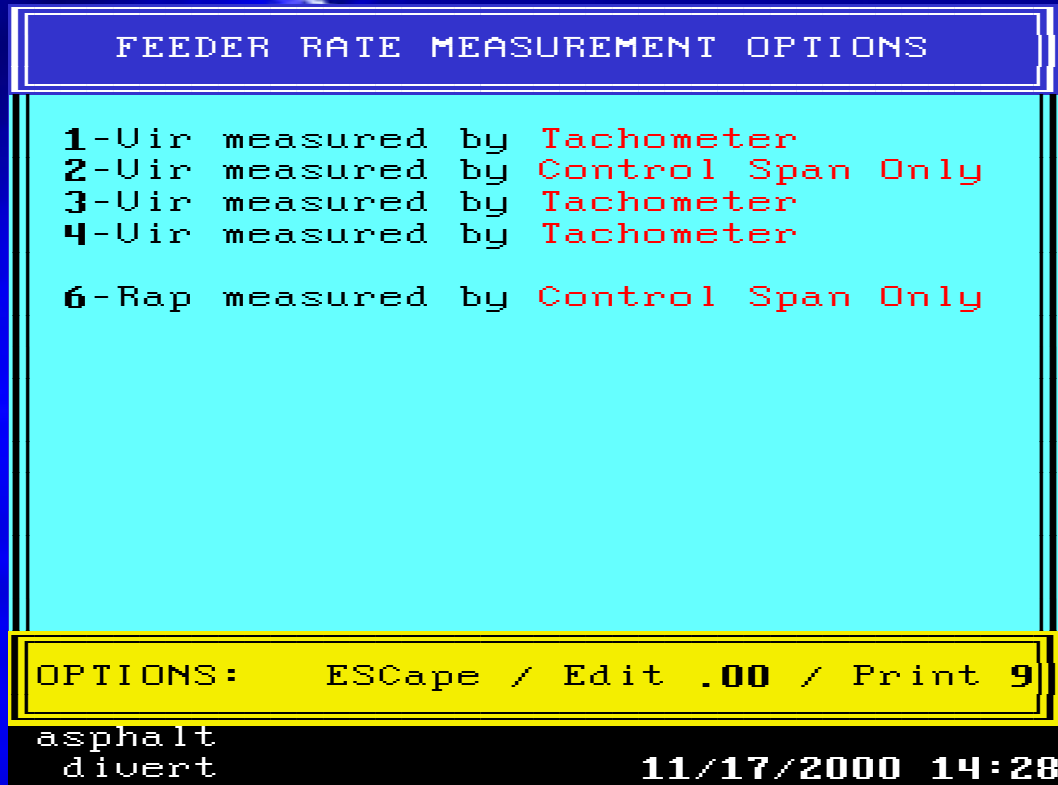 FEEDER RATE MEASUREMENT OPTIONS
1-Vir measured by Tachometer
2-Vir measured by Control Span Only
3-Vir measured by Tachometer
4-Vir measured by Tachometer
6-Rap measured by Control Span Only
OPTIONS: ESCape / Edit .00 / Print 9
asphalt
divert 11/17/2000 14:28